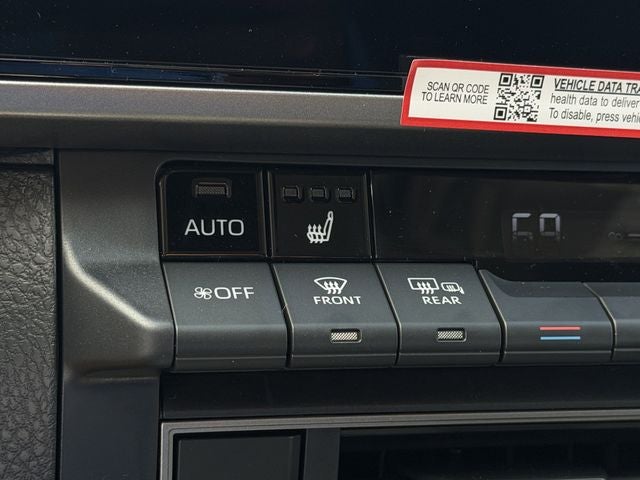 SCAN QR CODE
TO LEARN MORE
VEHICLE DATA TRA
health data to deliver
To disable, press vehi
AUTO
69
OFF
FRONT
REAR